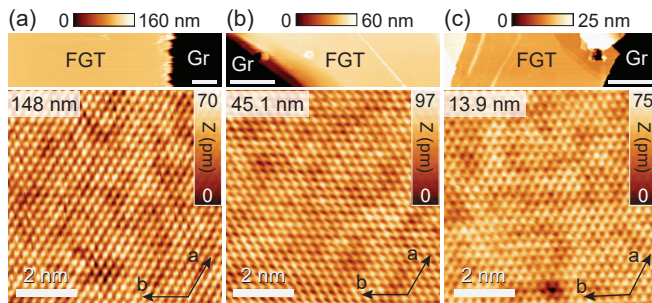 (a) 0 160 nm
FGT Gr
148 nm
70
Z (pm)
0
2 nm
a
b
(b) 0 60 nm
Gr FGT
45.1 nm
97
Z (pm)
0
2 nm
a
b
(c) 0 25 nm
FGT Gr
13.9 nm
75
Z (pm)
0
2 nm
a
b